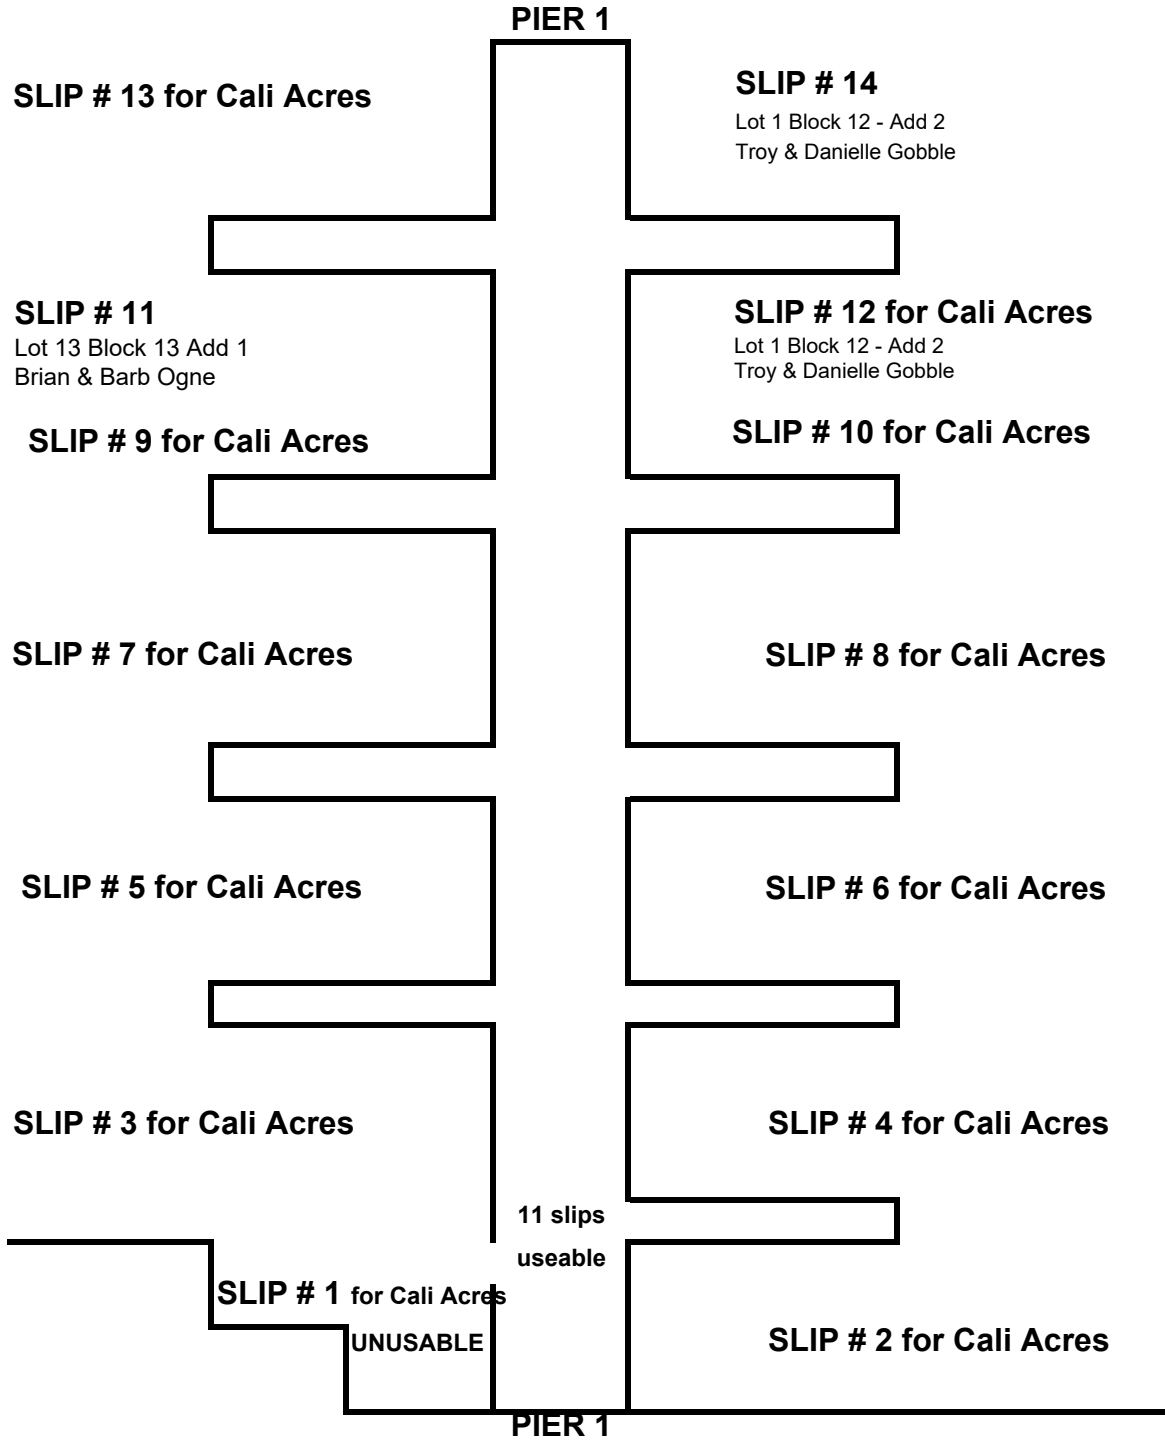 PIER 1
SLIP # 13 for Cali Acres
SLIP # 14
Lot 1 Block 12 - Add 2
Troy & Danielle Gobble
SLIP # 11
Lot 13 Block 13 Add 1
Brian & Barb Ogne
SLIP # 12 for Cali Acres
Lot 1 Block 12 - Add 2
Troy & Danielle Gobble
SLIP # 9 for Cali Acres
SLIP # 10 for Cali Acres
SLIP # 7 for Cali Acres
SLIP # 8 for Cali Acres
SLIP # 5 for Cali Acres
SLIP # 6 for Cali Acres
SLIP # 3 for Cali Acres
SLIP # 4 for Cali Acres
11 slips
useable
SLIP # 1 for Cali Acres
UNUSABLE
SLIP # 2 for Cali Acres
PIER 1